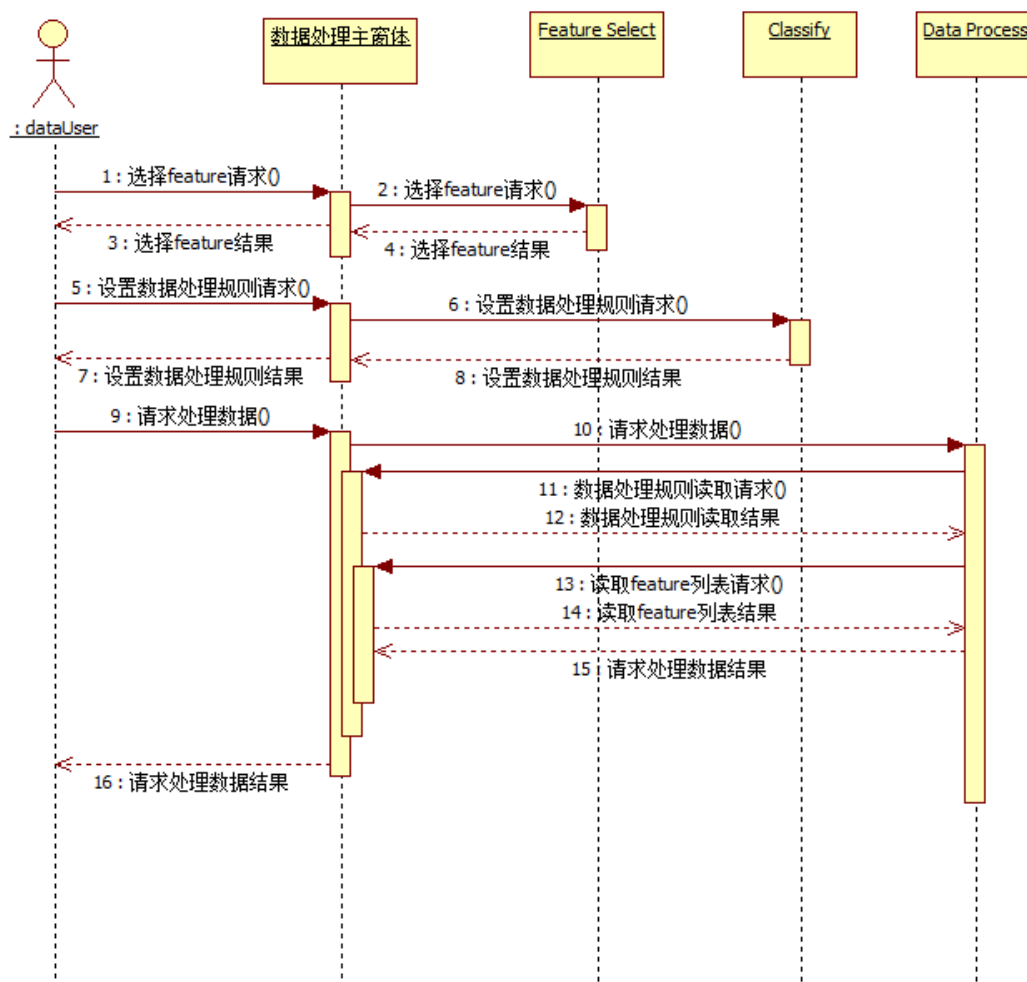 数据处理主窗体
Feature Select
Classify
Data Process
: dataUser
1 : 选择feature请求()
2 : 选择feature请求()
3 : 选择feature结果
4 : 选择feature结果
5 : 设置数据处理规则请求()
6 : 设置数据处理规则请求()
7 : 设置数据处理规则结果
8 : 设置数据处理规则结果
9 : 请求处理数据()
10 : 请求处理数据()
11 : 数据处理规则读取请求()
12 : 数据处理规则读取结果
13 : 读取feature列表请求()
14 : 读取feature列表结果
15 : 请求处理数据结果
16 : 请求处理数据结果